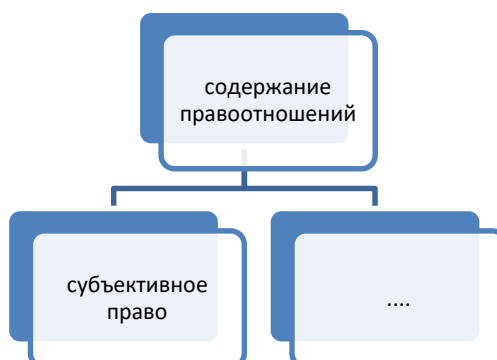 содержание
правоотношений
субъективное
право
....